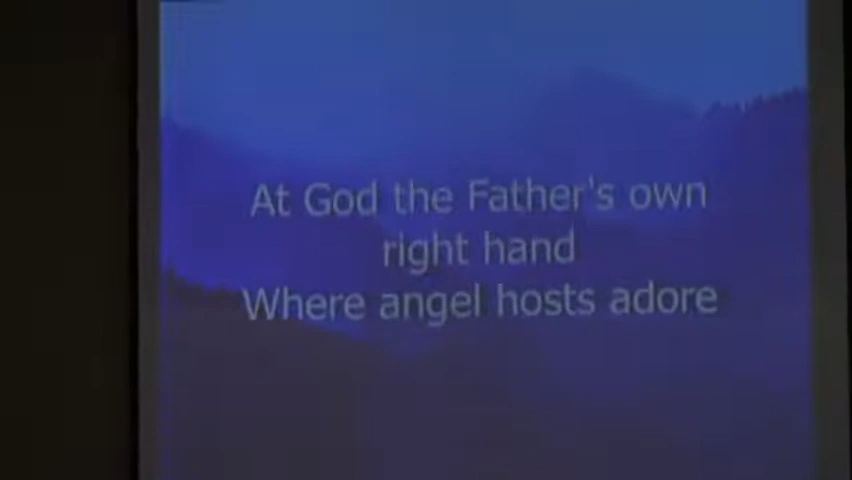 At God the Father's own
right hand
Where angel hosts adore